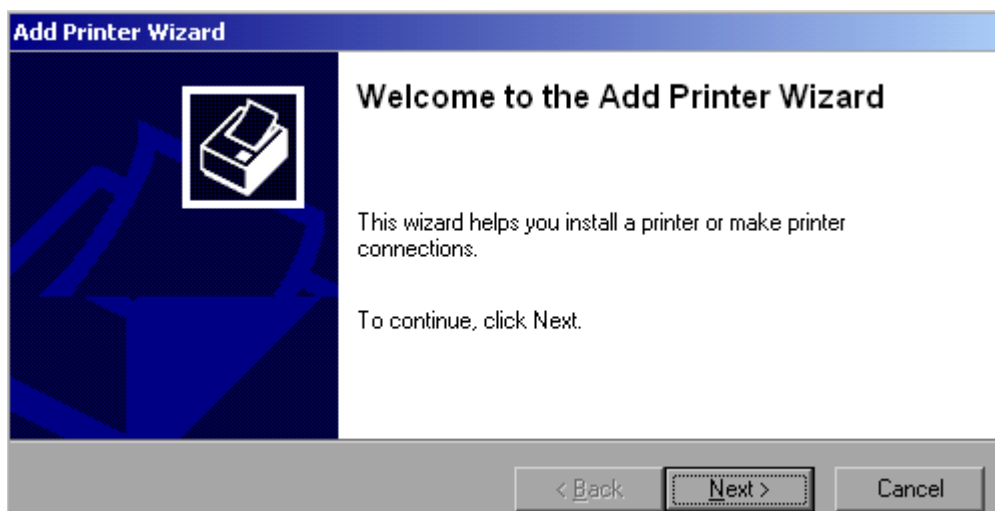 Add Printer Wizard
Welcome to the Add Printer Wizard
This wizard helps you install a printer or make printer
connections.
To continue, click Next.
< Back Next > Cancel